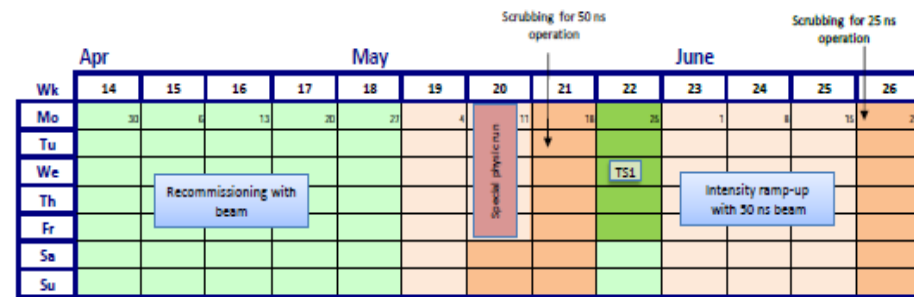 Scrubbing for 50 ns
operation
Scrubbing for 25 ns
operation
Apr May June
Wk 14 15 16 17 18 19 20 21 22 23 24 25 26
Mo 30 6 13 20 27 4 11 18 25 1 8 15
Tu
We TS1
Th
Fr
Sa
Su
Recommissioning with
beam
Special physic run
Intensity ramp-up
with 50 ns beam